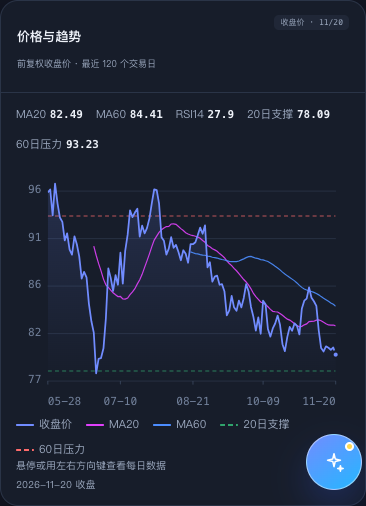 收盘价 · 11/20
价格与趋势
前复权收盘价 · 最近 120 个交易日
MA20 82.49 MA60 84.41 RSI14 27.9 20日支撑 78.09
60日压力 93.23
96
91
86
82
77
05-28 07-10 08-21 10-09 11-20
收盘价 MA20 MA60 20日支撑
60日压力
悬停或用左右方向键查看每日数据
2026-11-20 收盘